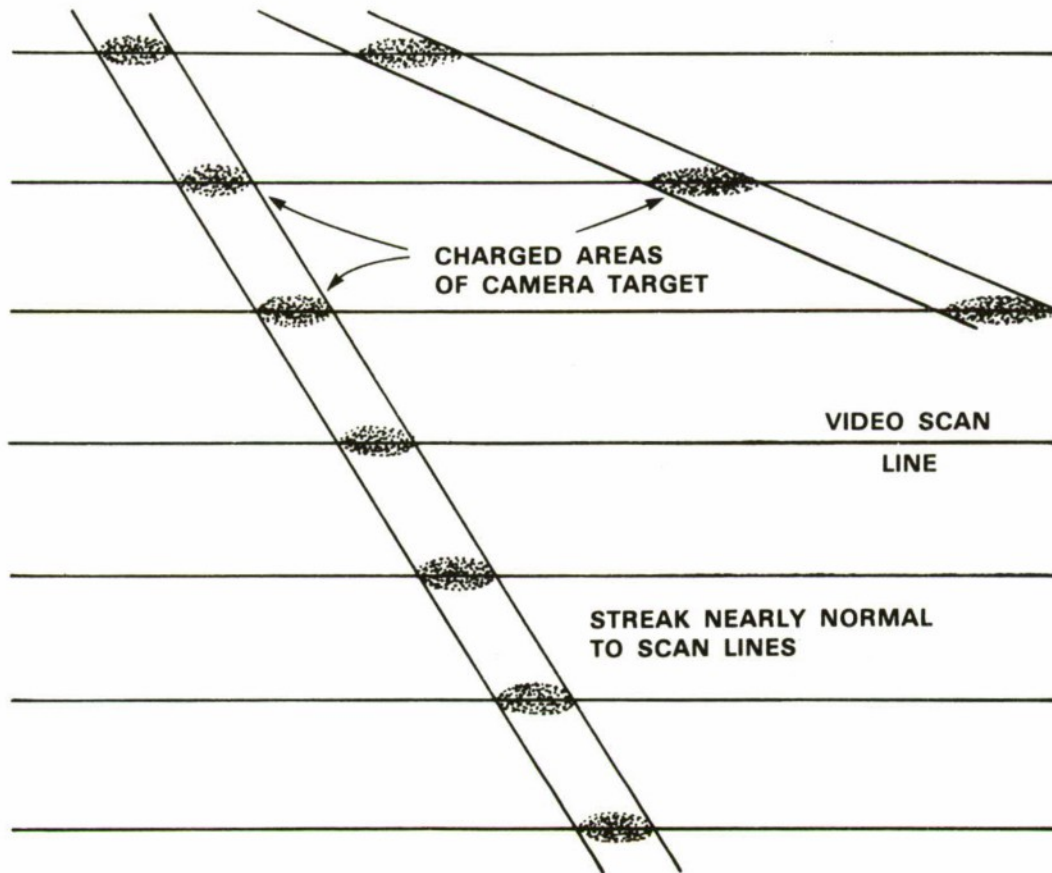 CHARGED AREAS
OF CAMERA TARGET
VIDEO SCAN
LINE
STREAK NEARLY NORMAL
TO SCAN LINES